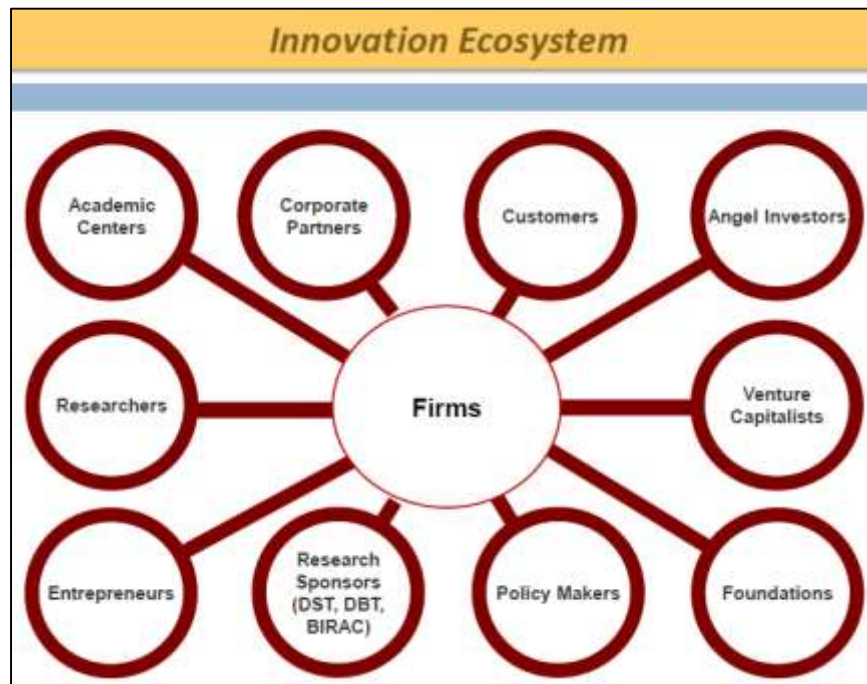 Innovation Ecosystem
Academic
Centers
Corporate
Partners
Customers
Angel Investors
Researchers
Firms
Venture
Capitalists
Entrepreneurs
Research
Sponsors
(DST, DBT,
BIRAC)
Policy Makers
Foundations